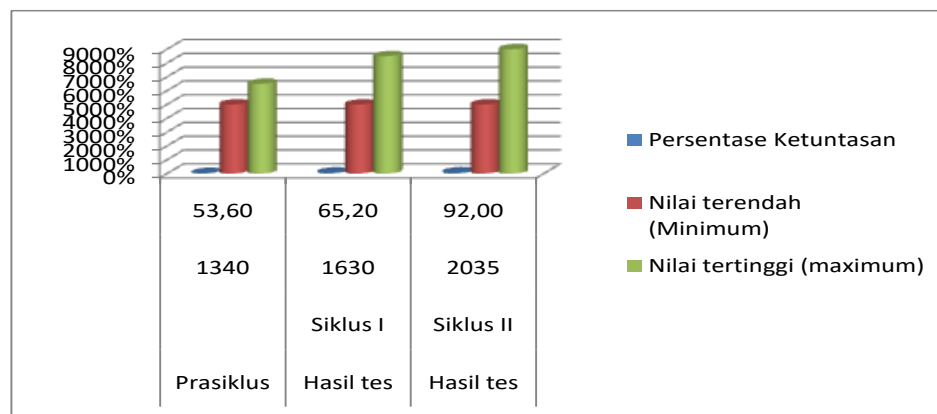 9000%
8000%
7000%
6000%
5000%
4000%
3000%
2000%
1000%
0%
53,60 65,20 92,00
1340 1630 2035
Siklus I Siklus II
Prasiklus Hasil tes Hasil tes
Persentase Ketuntasan
Nilai terendah
(Minimum)
Nilai tertinggi (maximum)